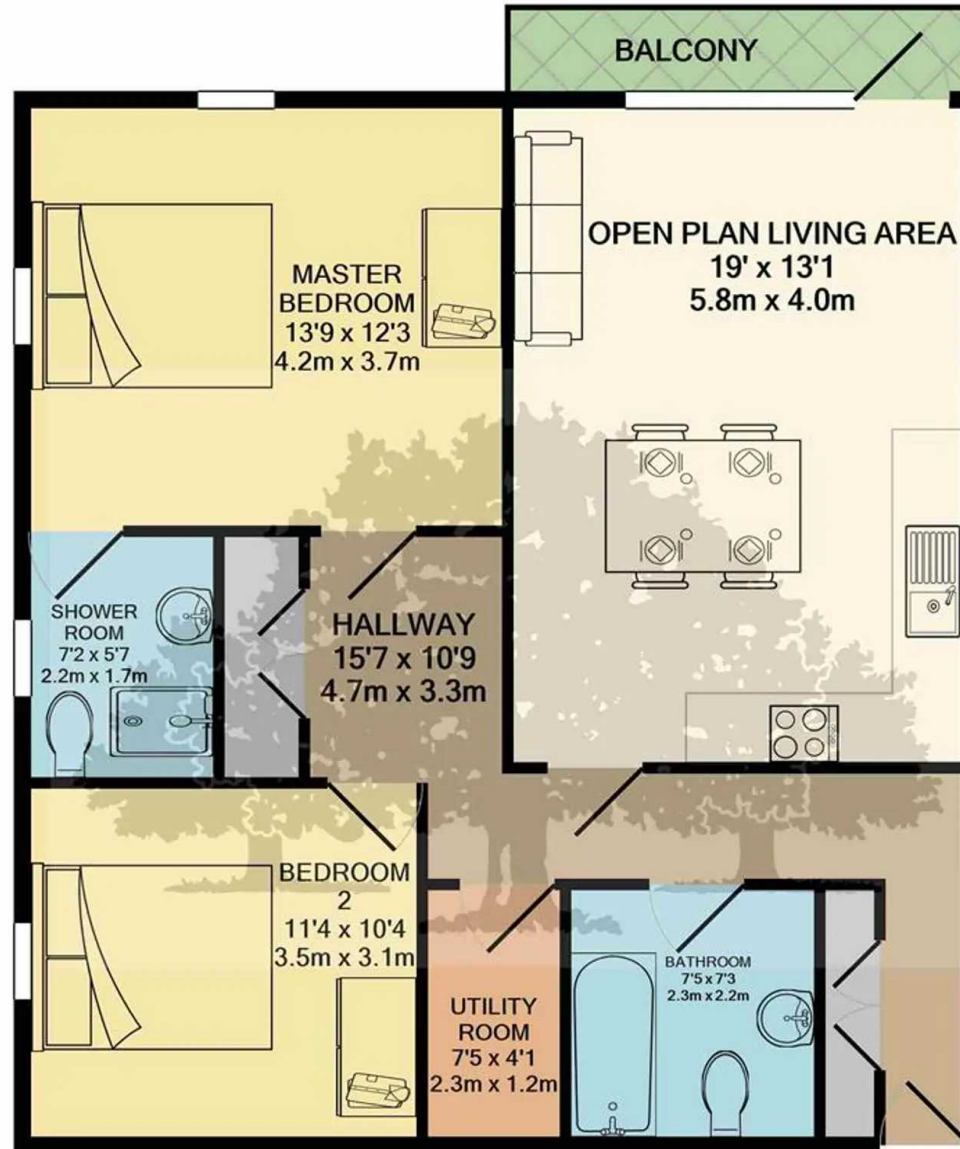 BALCONY
OPEN PLAN LIVING AREA
19' x 13'1
5.8m x 4.0m
MASTER
BEDROOM
13'9 x 12'3
4.2m x 3.7m
SHOWER
ROOM
7'2 x 5'7
2.2m x 1.7m
HALLWAY
15'7 x 10'9
4.7m x 3.3m
BEDROOM
2
11'4 x 10'4
3.5m x 3.1m
UTILITY
ROOM
7'5 x 4'1
2.3m x 1.2m
BATHROOM
7'5 x 7'3
2.3m x 2.2m